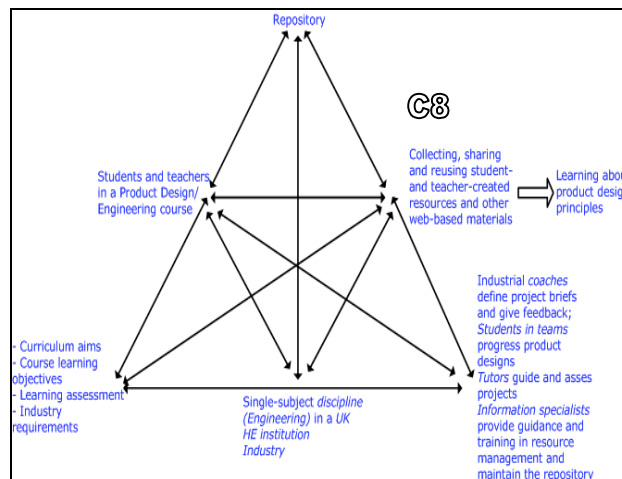 Repository
C8
Students and teachers
in a Product Design/
Engineering course
Collecting, sharing
and reusing student-
and teacher-created
resources and other
web-based materials
Learning abou
product desig
principles
- Curriculum aims
- Course learning
objectives
- Learning assessment
- Industry
requirements
Single-subject discipline
(Engineering) in a UK
HE institution
Industry
Industrial coaches
define project briefs
and give feedback;
Students in teams
progress product
designs
Tutors guide and asses
projects
Information specialists
provide guidance and
training in resource
management and
maintain the repository